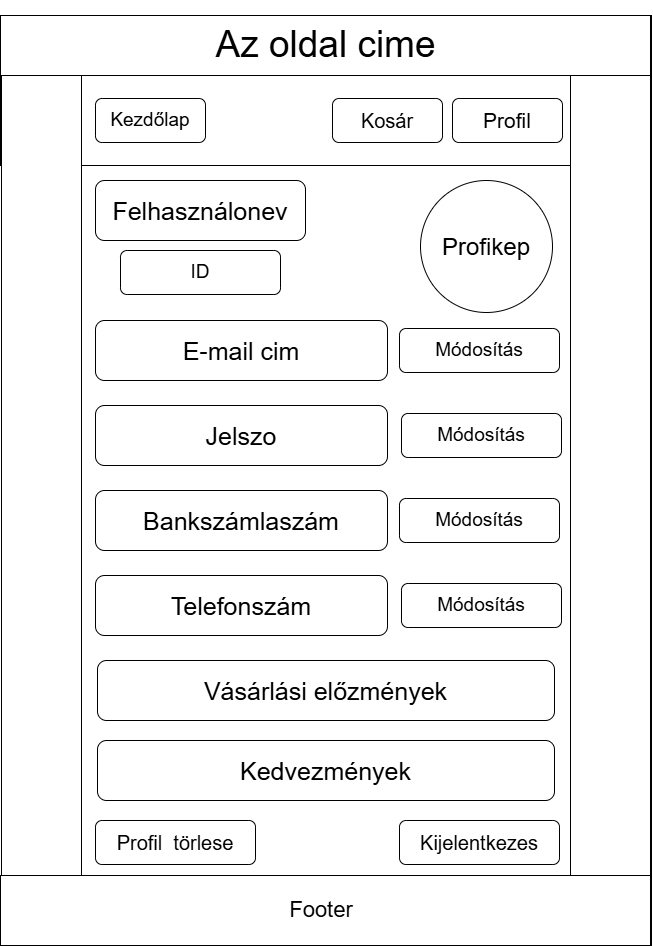 Az oldal cime
Kezdőlap
Kosár
Profil
Felhasználonev
ID
Profikep
E-mail cim
Módosítás
Jelszo
Módosítás
Bankszámlaszám
Módosítás
Telefonszám
Módosítás
Vásárlási előzmények
Kedvezmények
Profil törlese
Kijelentkezes
Footer